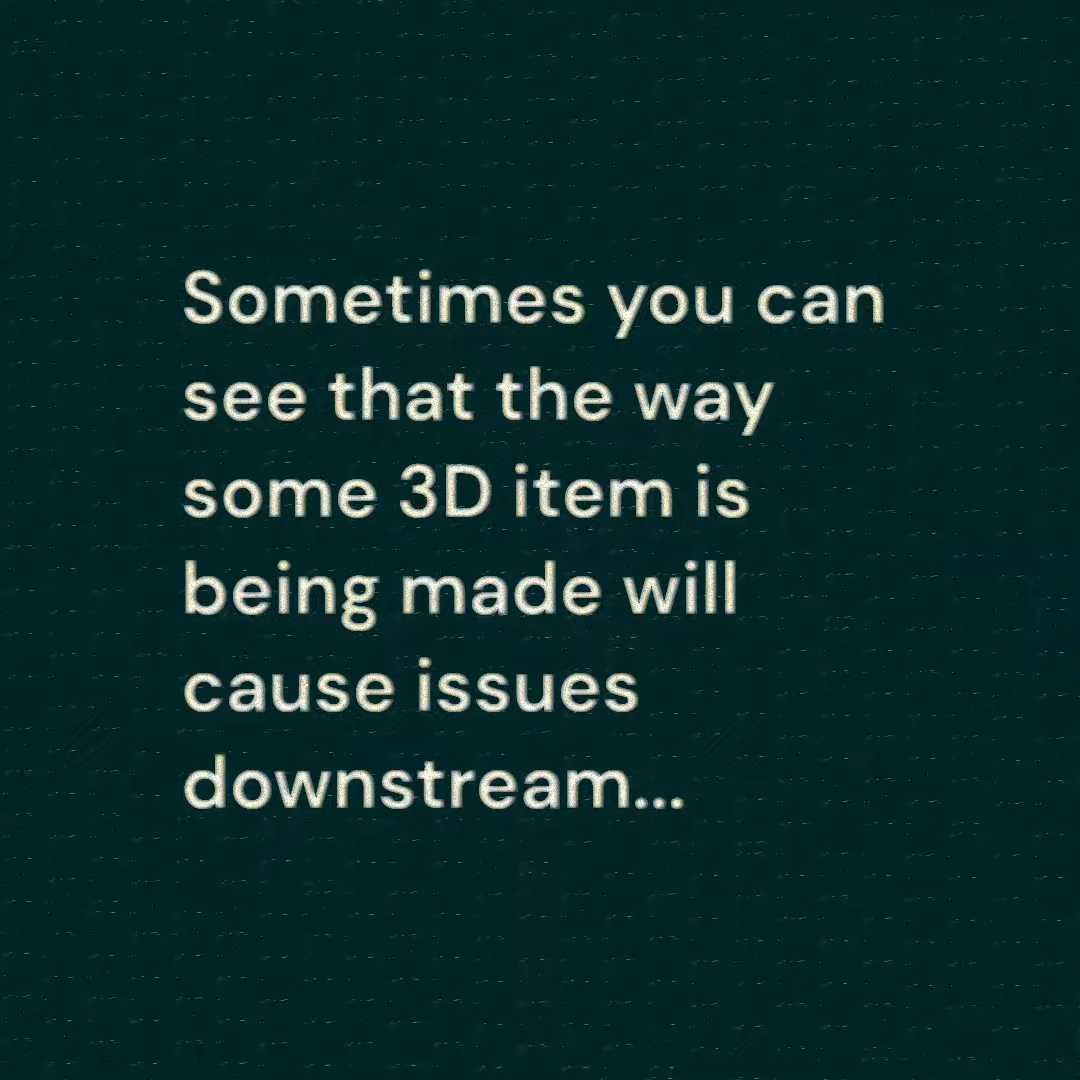 Sometimes you can
see that the way
some 3D item is
being made will
cause issues
downstream...